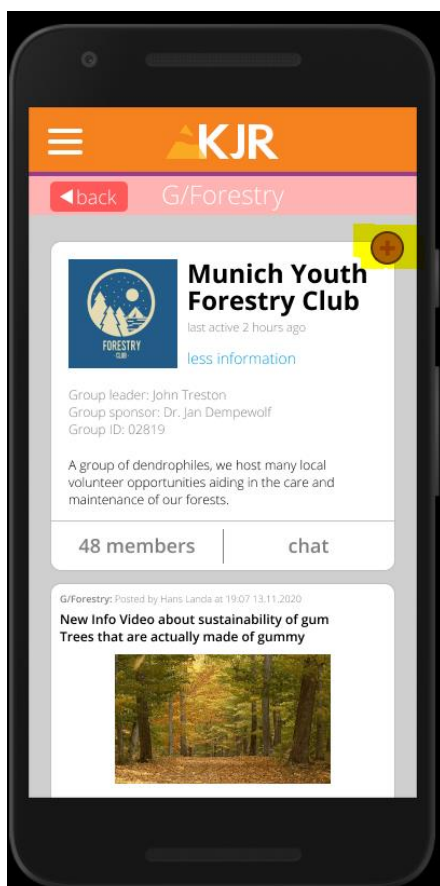 KJR
back
G/Forestry
Munich Youth
Forestry Club
last active 2 hours ago
FORESTRY
·CLUB·
less information
Group leader: John Treston
Group sponsor: Dr. Jan Dempewolf
Group ID: 02819
A group of dendrophiles, we host many local
volunteer opportunities aiding in the care and
maintenance of our forests.
48 members
chat
G/Forestry: Posted by Hans Landa at 19:07 13.11.2020
New Info Video about sustainability of gum
Trees that are actually made of gummy